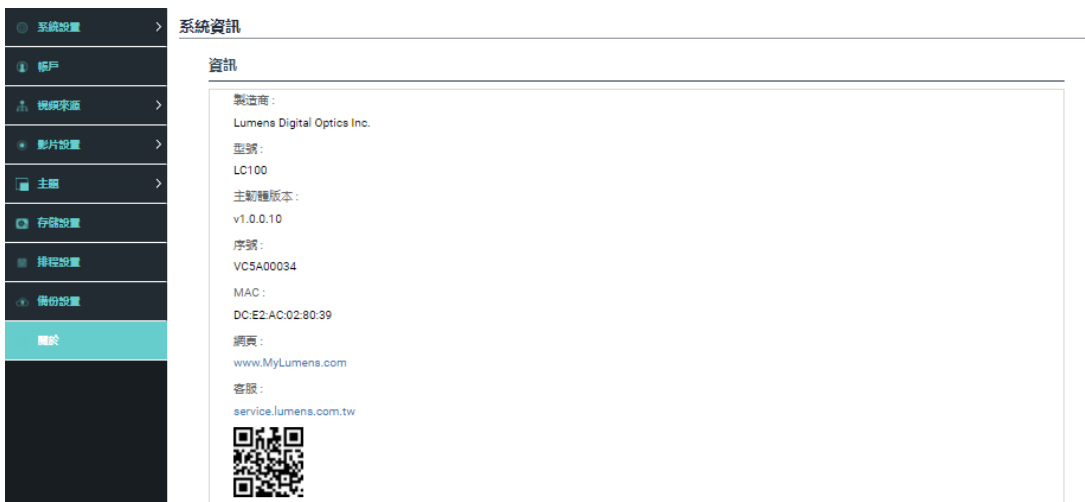 系統設置
帳戶
視頻來源
影片設置
主題
存儲設置
排程設置
備份設置
關於
系統資訊
資訊
製造商 :
Lumens Digital Optics Inc.
型號 :
LC100
主韌體版本 :
v1.0.0.10
序號 :
VC5A00034
MAC :
DC:E2:AC:02:80:39
網頁 :
www.MyLumens.com
客服 :
service.lumens.com.tw